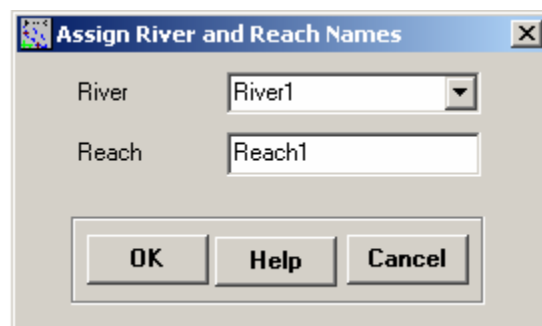 Assign River and Reach Names
River River1
Reach Reach1
OK Help Cancel